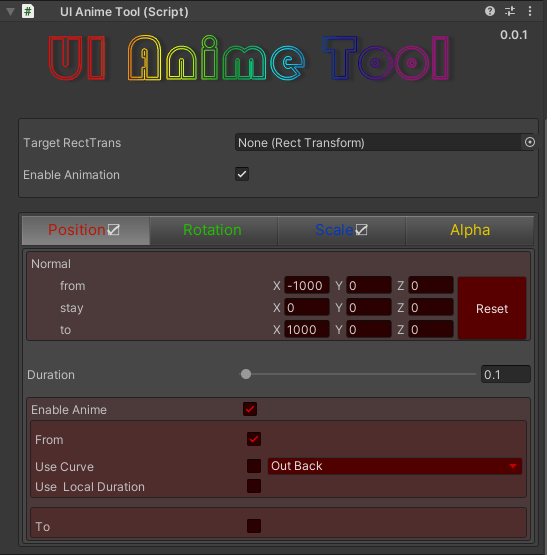 # UI Anime Tool (Script)
0.0.1
UI Anime Tool
Target RectTrans None (Rect Transform)
Enable Animation
Position Rotation Scale Alpha
Normal
from X -1000 Y 0 Z 0
stay X 0 Y 0 Z 0
to X 1000 Y 0 Z 0
Reset
Duration 0.1
Enable Anime
From
Use Curve Out Back
Use Local Duration
To